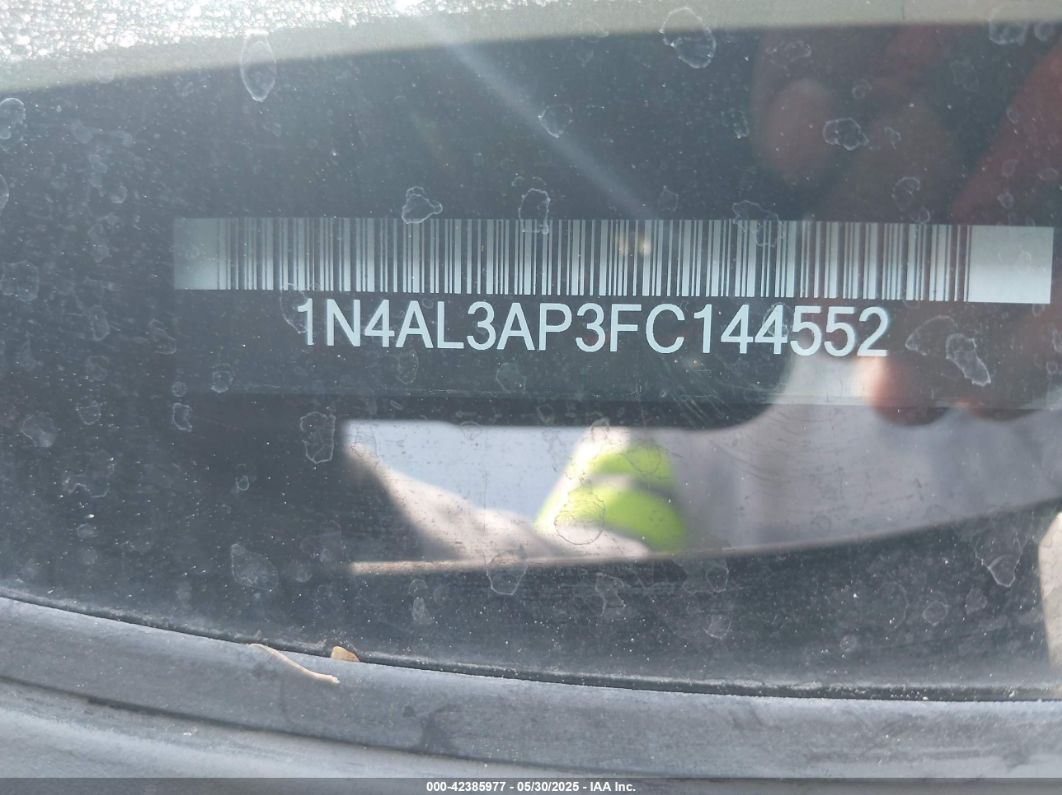 1N4AL3AP3FC144552
000-42385977 - 05/30/2025 - IAA Inc.